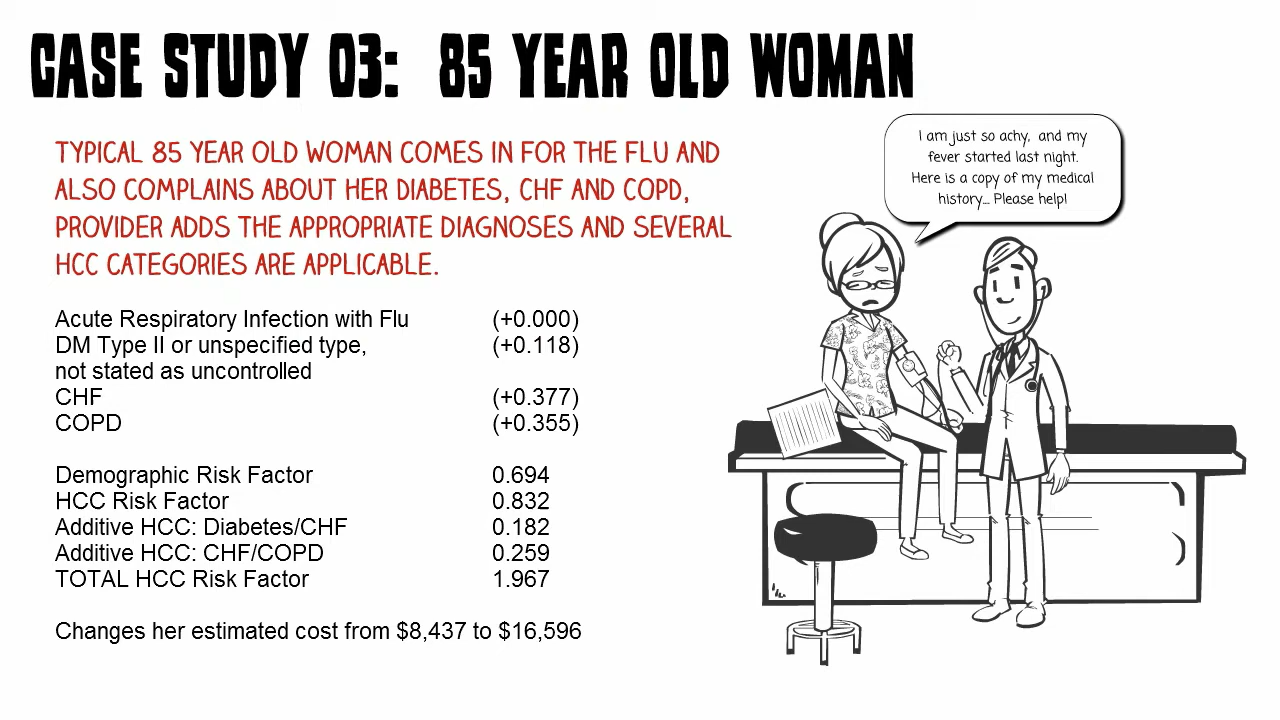 CASE STUDY 03: 85 YEAR OLD WOMAN
I am just so achy, and my
fever started last night.
Here is a copy of my medical
history... Please help!
TYPICAL 85 YEAR OLD WOMAN COMES IN FOR THE FLU AND
ALSO COMPLAINS ABOUT HER DIABETES, CHF AND COPD,
PROVIDER ADDS THE APPROPRIATE DIAGNOSES AND SEVERAL
HCC CATEGORIES ARE APPLICABLE.
Acute Respiratory Infection with Flu (+0.000)
DM Type II or unspecified type, (+0.118)
not stated as uncontrolled
CHF (+0.377)
COPD (+0.355)
Demographic Risk Factor 0.694
HCC Risk Factor 0.832
Additive HCC: Diabetes/CHF 0.182
Additive HCC: CHF/COPD 0.259
TOTAL HCC Risk Factor 1.967
Changes her estimated cost from $8,437 to $16,596